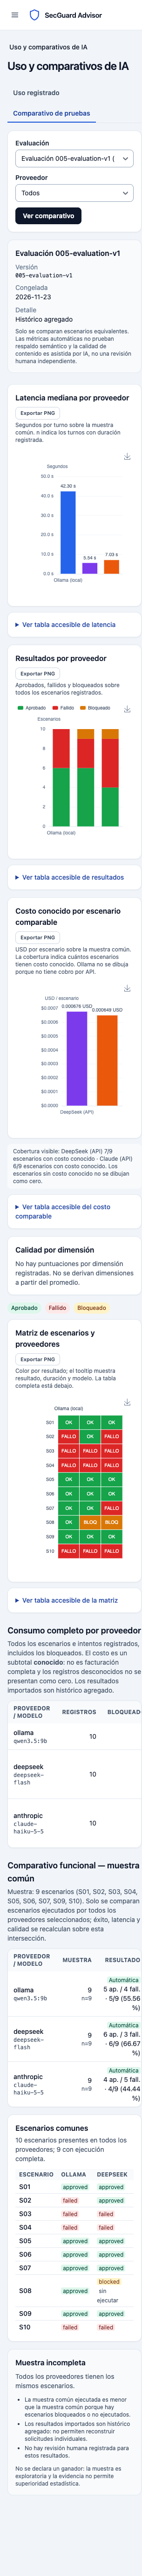 SecGuard Advisor
Uso y comparativos de IA
Uso y comparativos de IA
Uso registrado
Comparativo de pruebas
Evaluación
Evaluación 005-evaluation-v1 (
Proveedor
Todos
Ver comparativo
Evaluación 005-evaluation-v1
Versión
005-evaluation-v1
Congelada
2026-11-23
Detalle
Histórico agregado
Solo se comparan escenarios equivalentes.
Las métricas automáticas no prueban
respaldo semántico y la calidad de
contenido es asistida por IA, no una revisión
humana independiente.
Latencia mediana por proveedor
Exportar PNG
Segundos por turno sobre la muestra
común. n indica los turnos con duración
registrada.
Segundos
50.0 s
42.30 s
40.0 s
30.0 s
20.0 s
10.0 s
5.54 s
7.03 s
0.0 s
Ollama (local)
Ver tabla accesible de latencia
Resultados por proveedor
Exportar PNG
Aprobados, fallidos y bloqueados sobre
todos los escenarios registrados.
Aprobado Fallido Bloqueado
Escenarios
10
8
6
4
2
0
Ollama (local)
Ver tabla accesible de resultados
Costo conocido por escenario
comparable
Exportar PNG
USD por escenario sobre la muestra común.
La cobertura indica cuántos escenarios
tienen costo conocido. Ollama no se dibuja
porque no tiene cobro por API.
USD / escenario
$0.0007
0.000676 USD
0.000649 USD
$0.0006
$0.0005
$0.0004
$0.0003
$0.0002
$0.0001
$0.0000
DeepSeek (API)
Cobertura visible: DeepSeek (API) 7/9
escenarios con costo conocido · Claude (API)
6/9 escenarios con costo conocido. Los
escenarios sin costo conocido no se dibujan
como cero.
Ver tabla accesible del costo
comparable
Calidad por dimensión
No hay puntuaciones por dimensión
registradas. No se derivan dimensiones
a partir del promedio.
Aprobado Fallido Bloqueado
Matriz de escenarios y
proveedores
Exportar PNG
Color por resultado; el tooltip muestra
resultado, duración y modelo. La tabla
completa está debajo.
Ollama (local)
S01 OK OK OK
S02 FALLO OK FALLO
S03 FALLO FALLO FALLO
S04 FALLO FALLO FALLO
S05 OK OK OK
S06 OK OK OK
S07 OK OK FALLO
S08 OK BLOQ BLOQ
S09 OK OK OK
S10 FALLO FALLO FALLO
Ver tabla accesible de la matriz
Consumo completo por proveedor
Todos los escenarios e intentos registrados,
incluidos los bloqueados. El costo es un
subtotal conocido: no es facturación
completa y los registros desconocidos no se
presentan como cero. Los resultados
importados son histórico agregado.
PROVEEDOR / MODELO REGISTROS BLOQUEAD
ollama
qwen3.5:9b
10
deepseek
deepseek-
flash
10
anthropic
claude-
haiku-5-5
10
Comparativo funcional — muestra
común
Muestra: 9 escenarios (S01, S02, S03, S04,
S05, S06, S07, S09, S10). Solo se comparan
escenarios ejecutados por todos los
proveedores seleccionados; éxito, latencia y
calidad se recalculan sobre esta
intersección.
PROVEEDOR / MODELO MUESTRA RESULTADO
ollama
qwen3.5:9b
9
n=9
Automática
5 ap. / 4 fall.
· 5/9 (55.56
%)
deepseek
deepseek-
flash
9
n=9
Automática
6 ap. / 3 fall.
· 6/9 (66.67
%)
anthropic
claude-
haiku-5-5
9
n=9
Automática
4 ap. / 5 fall.
· 4/9 (44.44
%)
Escenarios comunes
10 escenarios presentes en todos los
proveedores; 9 con ejecución
completa.
ESCENARIO OLLAMA DEEPSEEK
S01 approved approved
S02 failed approved
S03 failed failed
S04 failed failed
S05 approved approved
S06 approved approved
S07 approved approved
S08 approved blocked sin ejecutar
S09 approved approved
S10 failed failed
Muestra incompleta
Todos los proveedores tienen los
mismos escenarios.
La muestra común ejecutada es menor
que la muestra común porque hay
escenarios bloqueados o no ejecutados.
Los resultados importados son histórico
agregado: no permiten reconstruir
solicitudes individuales.
No hay revisión humana registrada para
estos resultados.
No se declara un ganador: la muestra es
exploratoria y la evidencia no permite
superioridad estadística.